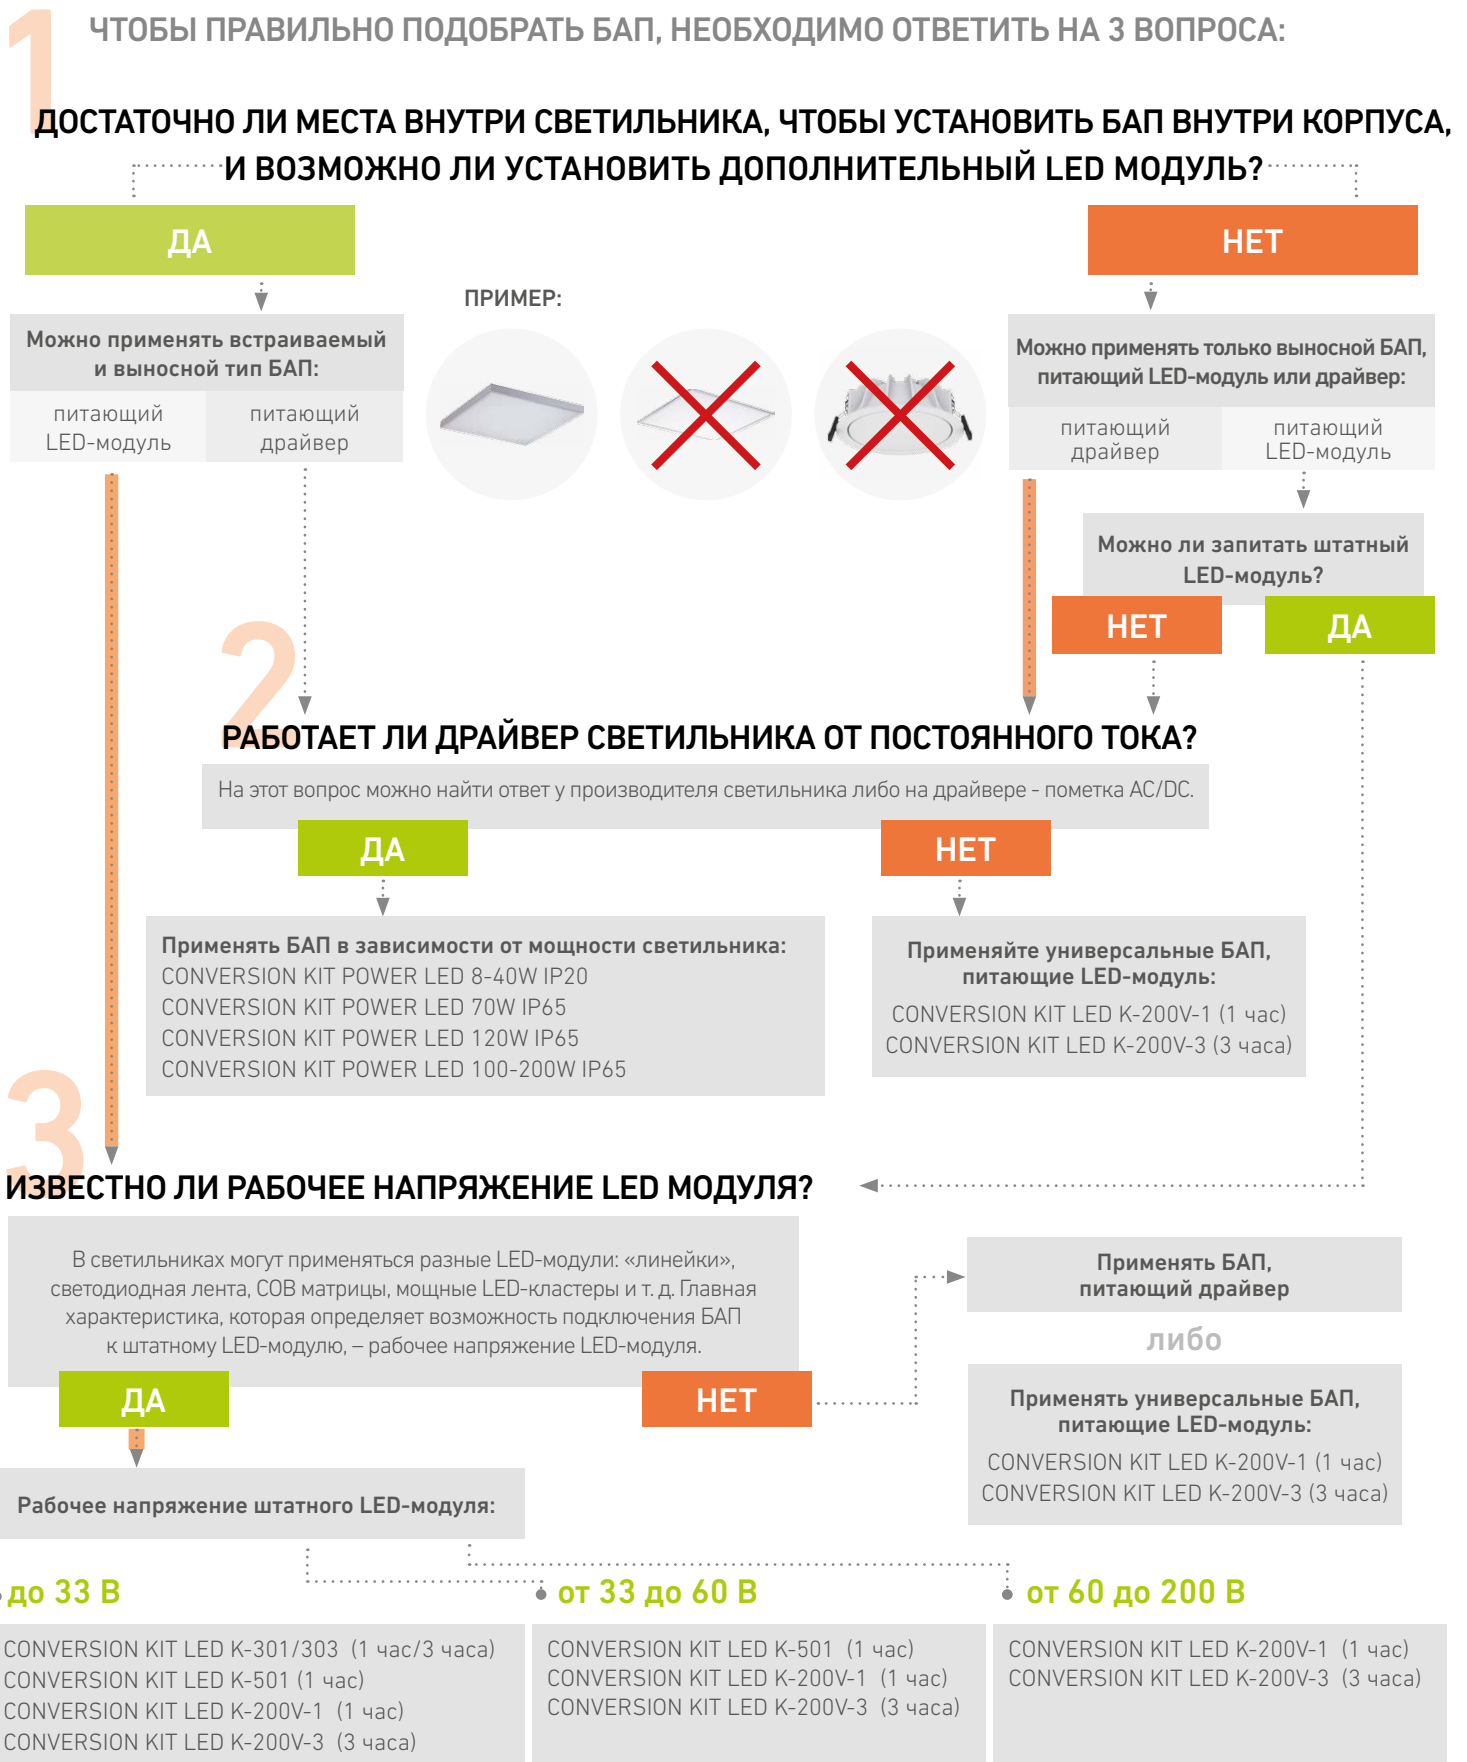 1
ЧТОБЫ ПРАВИЛЬНО ПОДОБРАТЬ БАП, НЕОБХОДИМО ОТВЕТИТЬ НА 3 ВОПРОСА:
ДОСТАТОЧНО ЛИ МЕСТА ВНУТРИ СВЕТИЛЬНИКА, ЧТОБЫ УСТАНОВИТЬ БАП ВНУТРИ КОРПУСА,
И ВОЗМОЖНО ЛИ УСТАНОВИТЬ ДОПОЛНИТЕЛЬНЫЙ LED МОДУЛЬ?
ДА
НЕТ
Можно применять встраиваемый
и выносной тип БАП:
питающий
LED-модуль
питающий
драйвер
ПРИМЕР:
Можно применять только выносной БАП,
питающий LED-модуль или драйвер:
питающий
драйвер
питающий
LED-модуль
Можно ли запитать штатный
LED-модуль?
НЕТ
ДА
2
РАБОТАЕТ ЛИ ДРАЙВЕР СВЕТИЛЬНИКА ОТ ПОСТОЯННОГО ТОКА?
На этот вопрос можно найти ответ у производителя светильника либо на драйвере - пометка AC/DC.
ДА
НЕТ
Применять БАП в зависимости от мощности светильника:
CONVERSION KIT POWER LED 8-40W IP20
CONVERSION KIT POWER LED 70W IP65
CONVERSION KIT POWER LED 120W IP65
CONVERSION KIT POWER LED 100-200W IP65
Применяйте универсальные БАП,
питающие LED-модуль:
CONVERSION KIT LED K-200V-1 (1 час)
CONVERSION KIT LED K-200V-3 (3 часа)
3
ИЗВЕСТНО ЛИ РАБОЧЕЕ НАПРЯЖЕНИЕ LED МОДУЛЯ?
В светильниках могут применяться разные LED-модули: «линейки»,
светодиодная лента, COB матрицы, мощные LED-кластеры и т. д. Главная
характеристика, которая определяет возможность подключения БАП
к штатному LED-модулю, – рабочее напряжение LED-модуля.
ДА
НЕТ
Применять БАП,
питающий драйвер
либо
Применять универсальные БАП,
питающие LED-модуль:
CONVERSION KIT LED K-200V-1 (1 час)
CONVERSION KIT LED K-200V-3 (3 часа)
Рабочее напряжение штатного LED-модуля:
до 33 В
CONVERSION KIT LED K-301/303 (1 час/3 часа)
CONVERSION KIT LED K-501 (1 час)
CONVERSION KIT LED K-200V-1 (1 час)
CONVERSION KIT LED K-200V-3 (3 часа)
от 33 до 60 В
CONVERSION KIT LED K-501 (1 час)
CONVERSION KIT LED K-200V-1 (1 час)
CONVERSION KIT LED K-200V-3 (3 часа)
от 60 до 200 В
CONVERSION KIT LED K-200V-1 (1 час)
CONVERSION KIT LED K-200V-3 (3 часа)